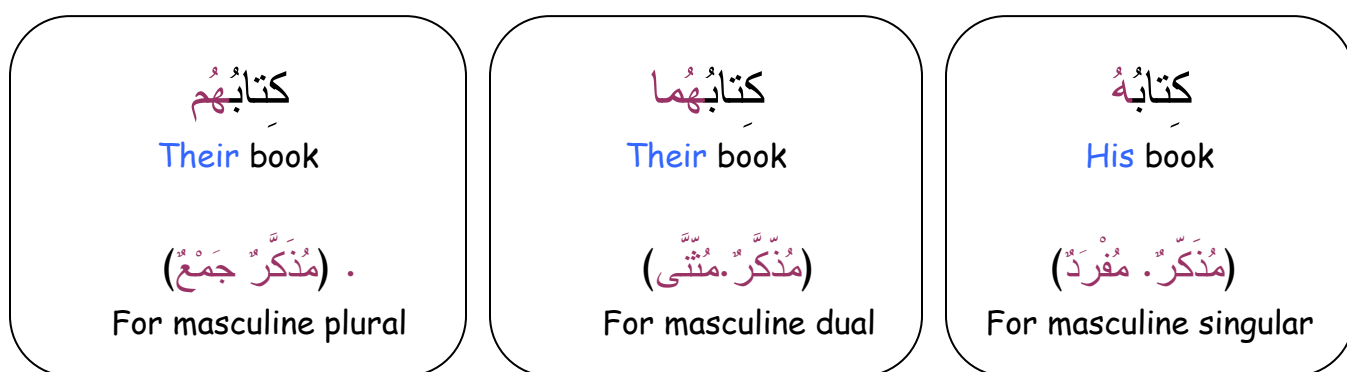 كِتابُهُ
His book
(مُذَكّرٌ. مُفْرَدٌ)
For masculine singular
كِتابُهُما
Their book
(مُذّكَّرٌ.مُثّنَّى)
For masculine dual
كِتابُهُم
Their book
. (مُذَكَّرٌ جَمْعٌ)
For masculine plural